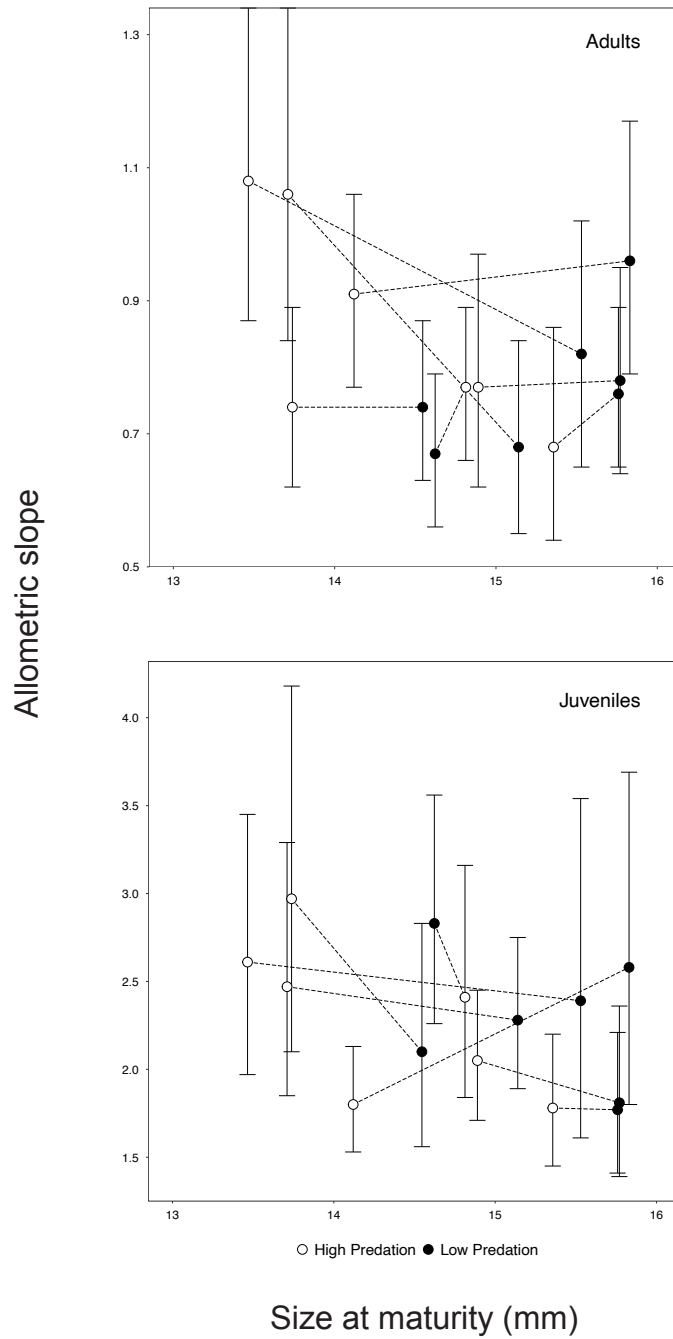 Allometric slope
1.3
1.1
0.9
0.7
0.5
Adults
13 14 15 16
4.0
3.5
3.0
2.5
2.0
1.5
Juveniles
13 14 15 16
High Predation Low Predation
Size at maturity (mm)